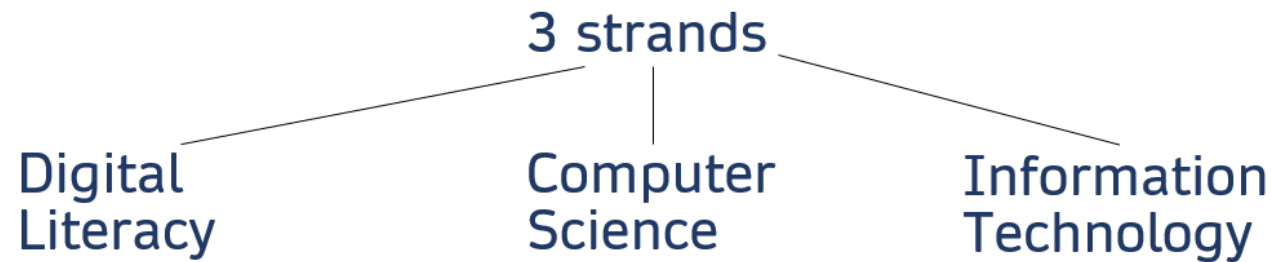 3 strands
Digital
Literacy
Computer
Science
Information
Technology